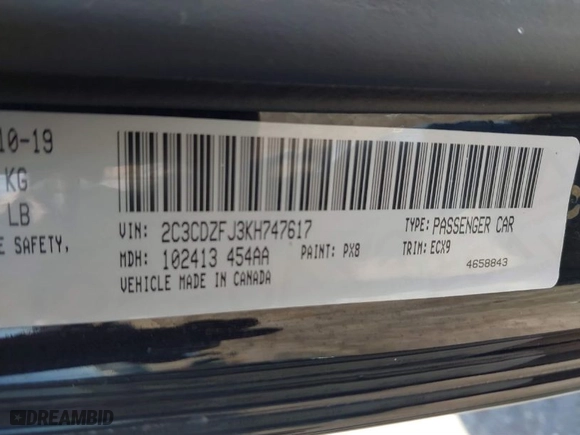 10-19
KG
LB
E SAFETY,
VIN: 2C3CDZFJ3KH747617
TYPE: PASSENGER CAR
MDH: 102413 454AA
PAINT: PX8
TRIM: ECX9
VEHICLE MADE IN CANADA
4658843
DREAMBID